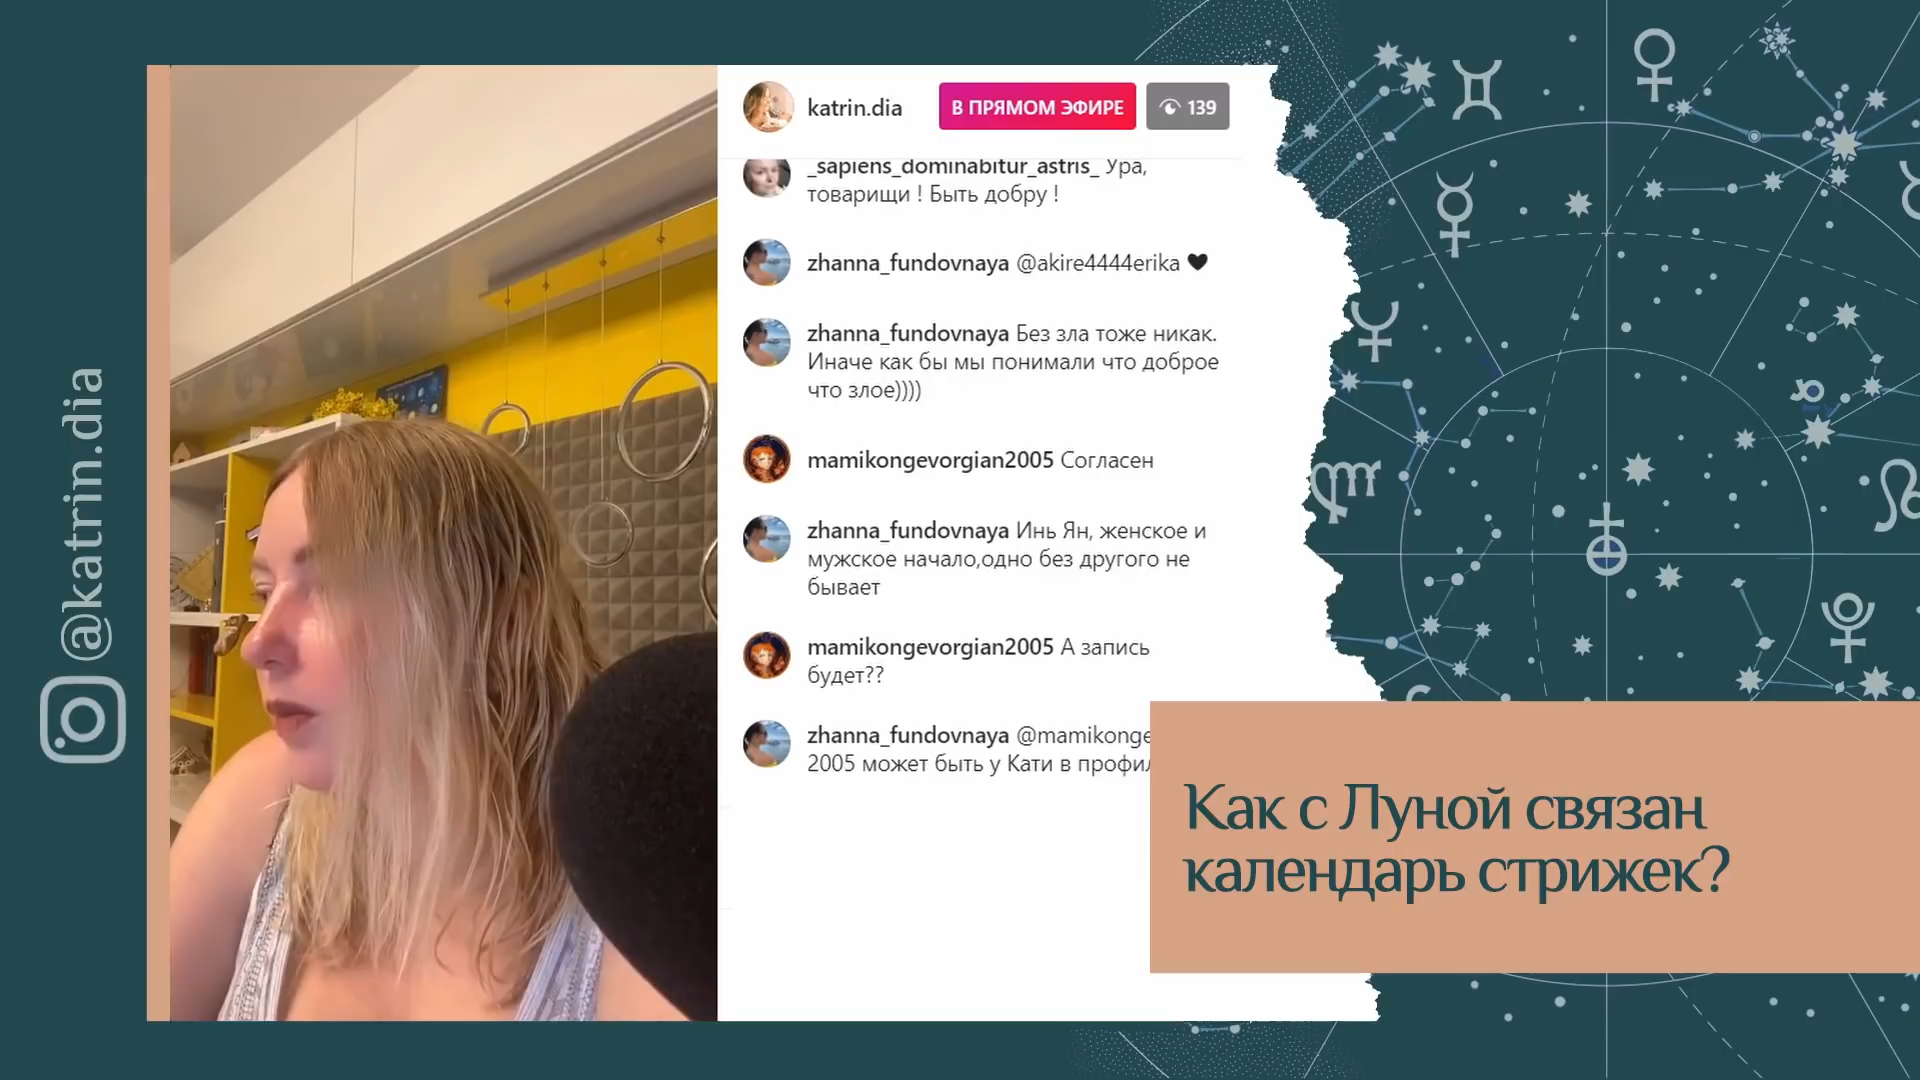 @katrin.dia
katrin.dia
В ПРЯМОМ ЭФИРЕ
139
_sapiens_dominabitur_astris_ Ура,
товарищи ! Быть добру !
zhanna_fundovnaya @akire4444erika 🖤
zhanna_fundovnaya Без зла тоже никак.
Иначе как бы мы понимали что доброе
что злое))))
mamikongevorgian2005 Согласен
zhanna_fundovnaya Инь Ян, женское и
мужское начало,одно без другого не
бывает
mamikongevorgian2005 А запись
будет??
zhanna_fundovnaya @mamikonge
2005 может быть у Кати в профил
Как с Луной связан
календарь стрижек?